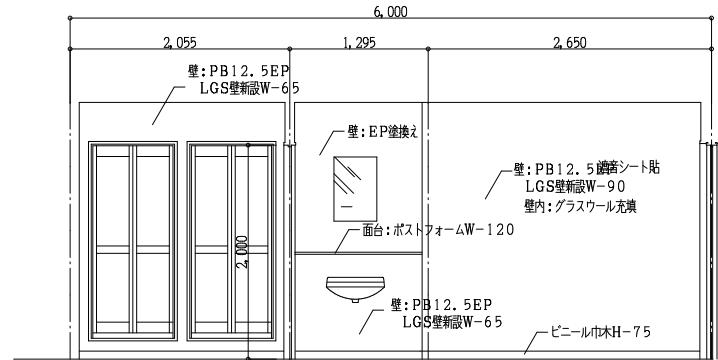 6,000
2,055
1,295
2,650
壁:PB12.5EP
LGS壁新設W-65
壁:EP塗換え
壁:PB12.5 遮音シート貼
LGS壁新設W-90
壁内:グラスウール充填
面台:ポストフォームW-120
2,000
壁:PB12.5EP
LGS壁新設W-65
ビニール巾木H-75